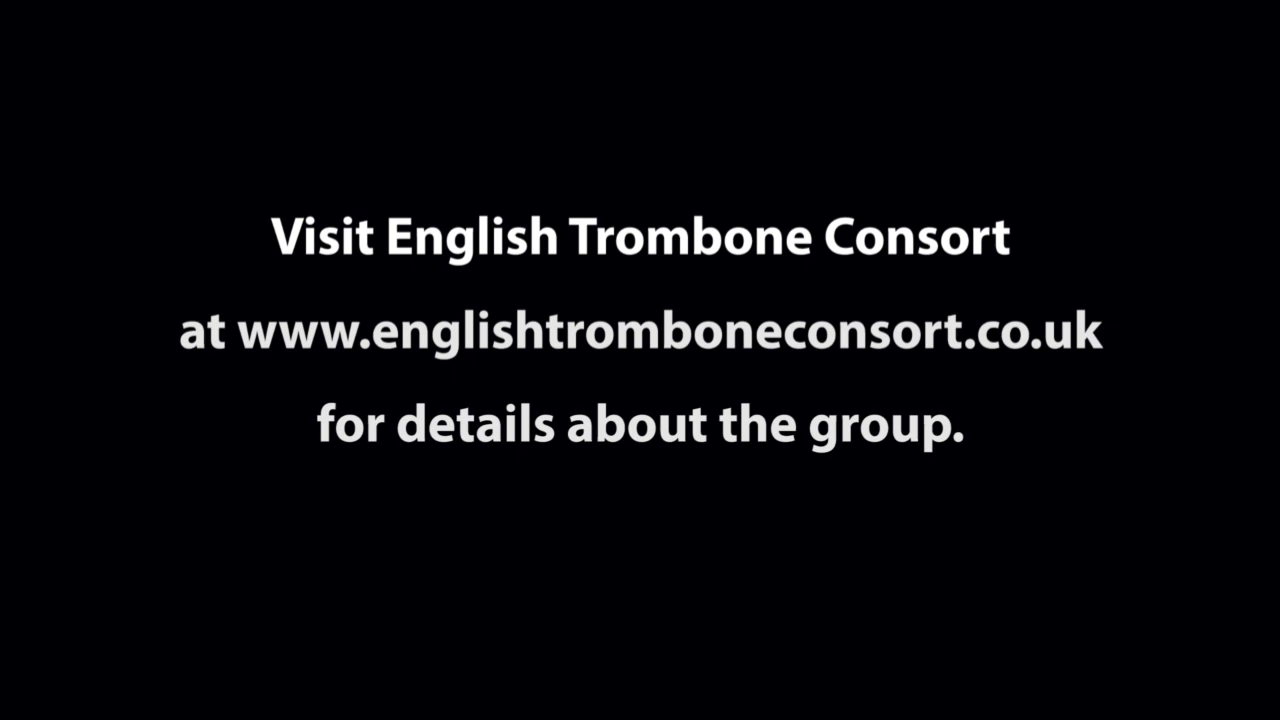 Visit English Trombone Consort
at www.englishtromboneconsort.co.uk
for details about the group.